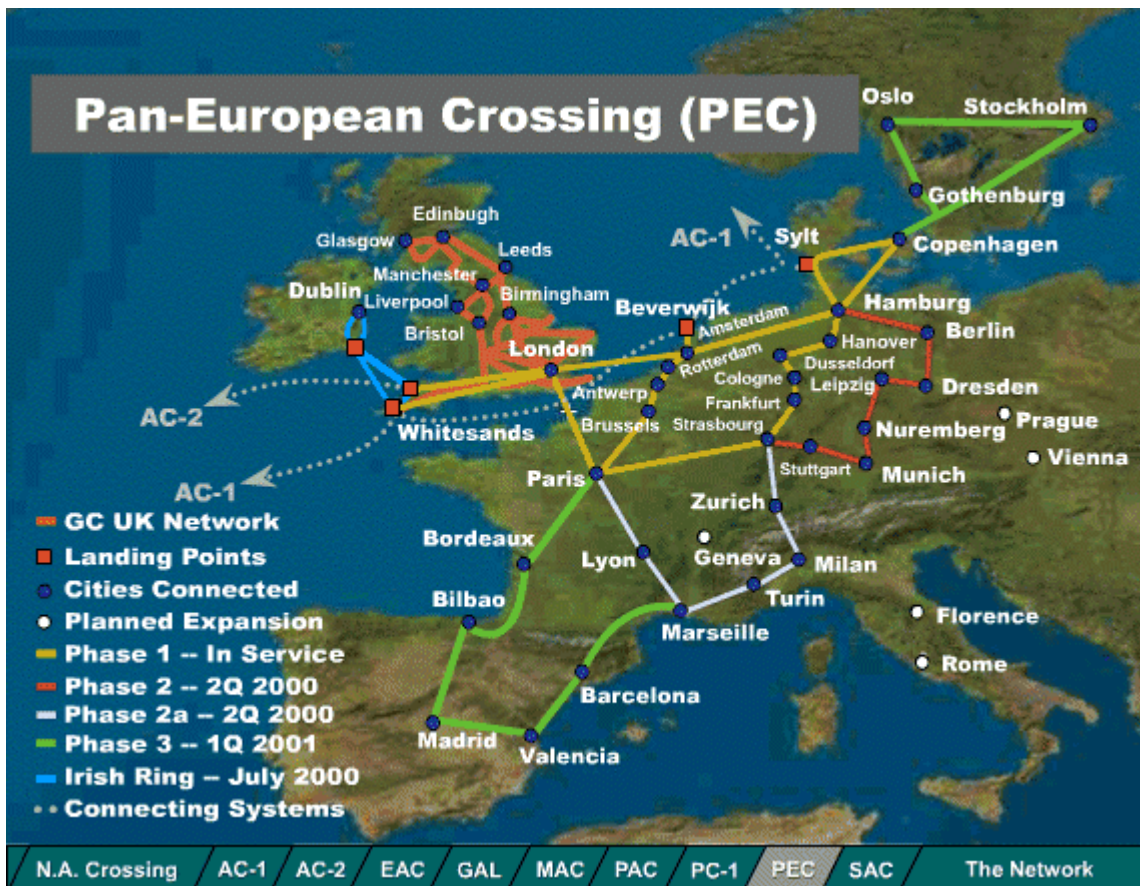 Pan-European Crossing (PEC)
Oslo
Stockholm
Gothenburg
Edinbugh
Glasgow
AC-1
Sylt
Copenhagen
Leeds
Manchester
Dublin
Liverpool
Birmingham
Beverwijk
Hamburg
Bristol
Amsterdam
Berlin
London
Hanover
Rotterdam
Dusseldorf
Antwerp
Cologne
Leipzig
Dresden
AC-2
Frankfurt
Whitesands
Brussels
Strasbourg
Nuremberg
Prague
Stuttgart
Vienna
AC-1
Paris
Munich
Zurich
GC UK Network
Bordeaux
Landing Points
Lyon
Geneva
Milan
Cities Connected
Bilbao
Turin
Planned Expansion
Marseille
Florence
Phase 1 -- In Service
Rome
Phase 2 -- 2Q 2000
Barcelona
Phase 2a -- 2Q 2000
Phase 3 -- 1Q 2001
Madrid
Valencia
Irish Ring -- July 2000
Connecting Systems
N.A. Crossing
AC-1
AC-2
EAC
GAL
MAC
PAC
PC-1
PEC
SAC
The Network